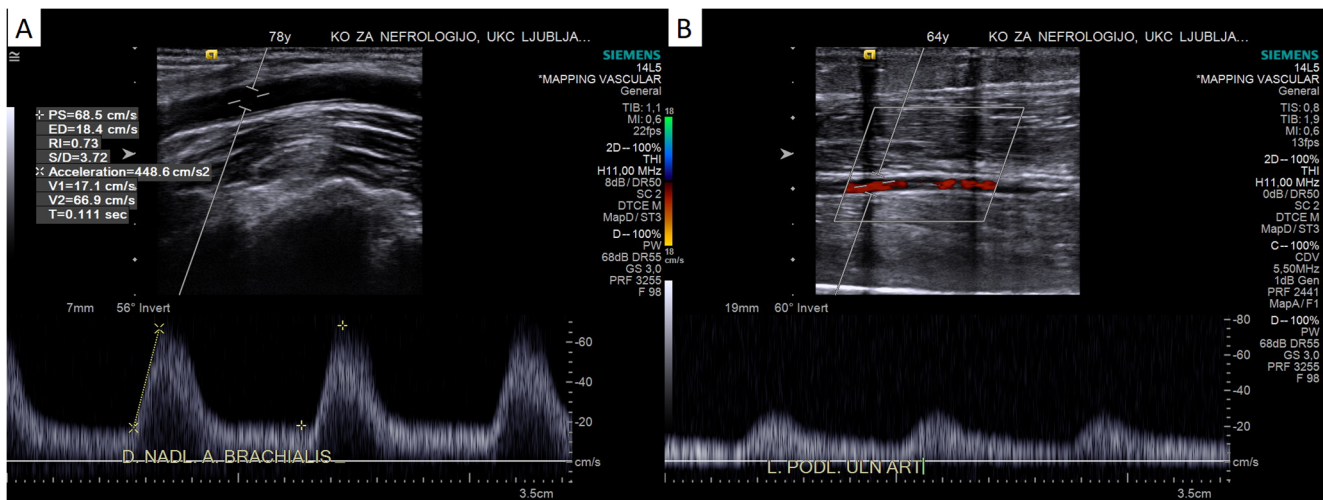 A
78y KO ZA NEFROLOGIJO, UKC LJUBLJA...
SIEMENS
14L5
*MAPPING VASCULAR
General
TIB: 1,1
MI: 0,6
22fps
2D--100%
THI
H11,00 MHz
8dB/DR50
SC 2
DTCE M
MapD/ST3
D--100%
PW
68dB DR55
GS 3,0
PRF 3255
F 98
PS=68.5 cm/s
ED=18.4 cm/s
RI=0.73
S/D=3.72
Acceleration=448.6 cm/s2
V1=17.1 cm/s
V2=66.9 cm/s
T=0.111 sec
7mm 56° Invert
-60
-40
-20
cm/s
D. NADL. A. BRACHIALIS_
3.5cm
B
64y KO ZA NEFROLOGIJO, UKC LJUBLJA...
SIEMENS
14L5
*MAPPING VASCULAR
General
TIS: 0,8
TIB: 1,9
MI: 0,6
13fps
2D--100%
THI
H11,00 MHz
0dB/DR50
SC 2
DTCE M
MapD/ST3
C--100%
CDV
5,50MHz
1dB Gen
PRF 2441
MapA/F1
D--100%
PW
68dB DR55
GS 3,0
PRF 3255
F 98
18
18
cm/s
19mm 60° Invert
-80
-60
-40
-20
cm/s
L. PODL. ULN ART
3.5cm